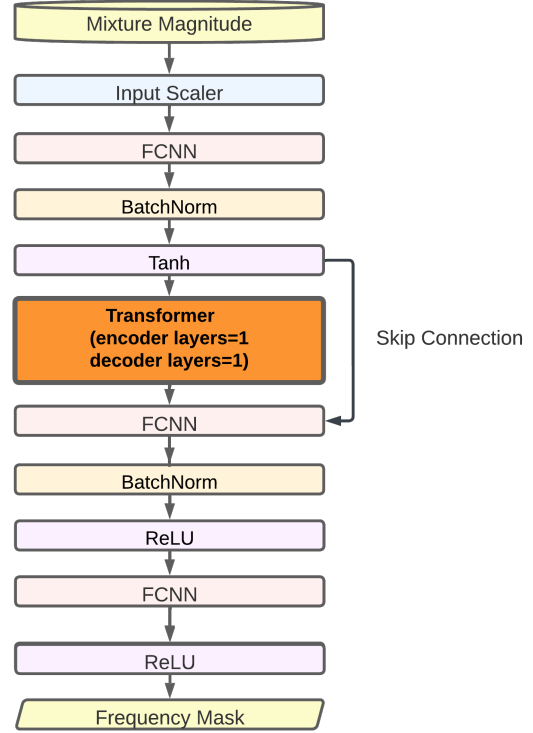 Mixture Magnitude
Input Scaler
FCNN
BatchNorm
Tanh
Transformer
(encoder layers=1
decoder layers=1)
Skip Connection
FCNN
BatchNorm
ReLU
FCNN
ReLU
Frequency Mask